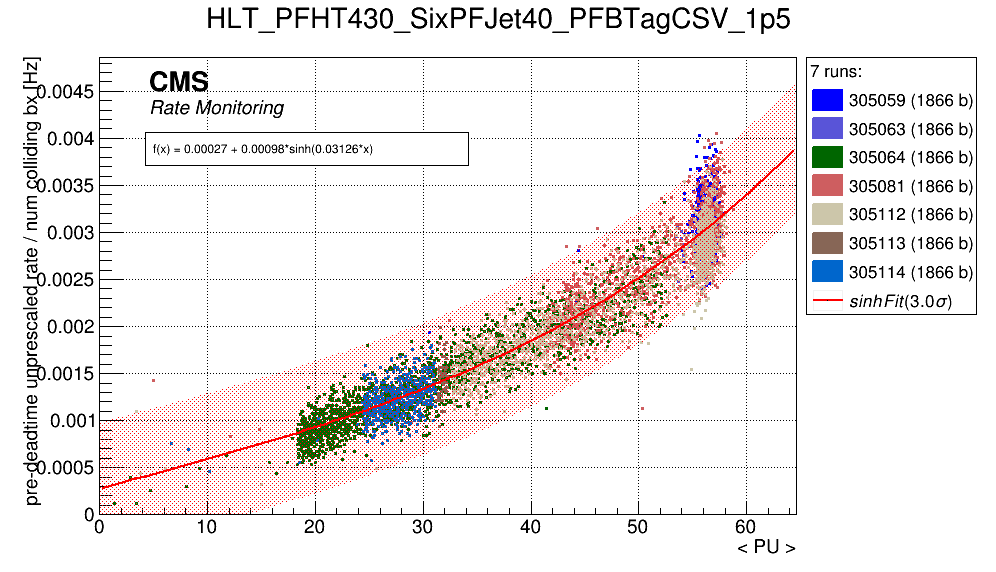 HLT_PFHT430_SixPFJet40_PFBTagCSV_1p5
pre-deadtime unprescaled rate / num colliding bx [Hz]
CMS
Rate Monitoring
f(x) = 0.00027 + 0.00098*sinh(0.03126*x)
0.0045
0.004
0.0035
0.003
0.0025
0.002
0.0015
0.001
0.0005
0
0 10 20 30 40 50 60
< PU >
7 runs:
305059 (1866 b)
305063 (1866 b)
305064 (1866 b)
305081 (1866 b)
305112 (1866 b)
305113 (1866 b)
305114 (1866 b)
sinhFit(3.0σ)